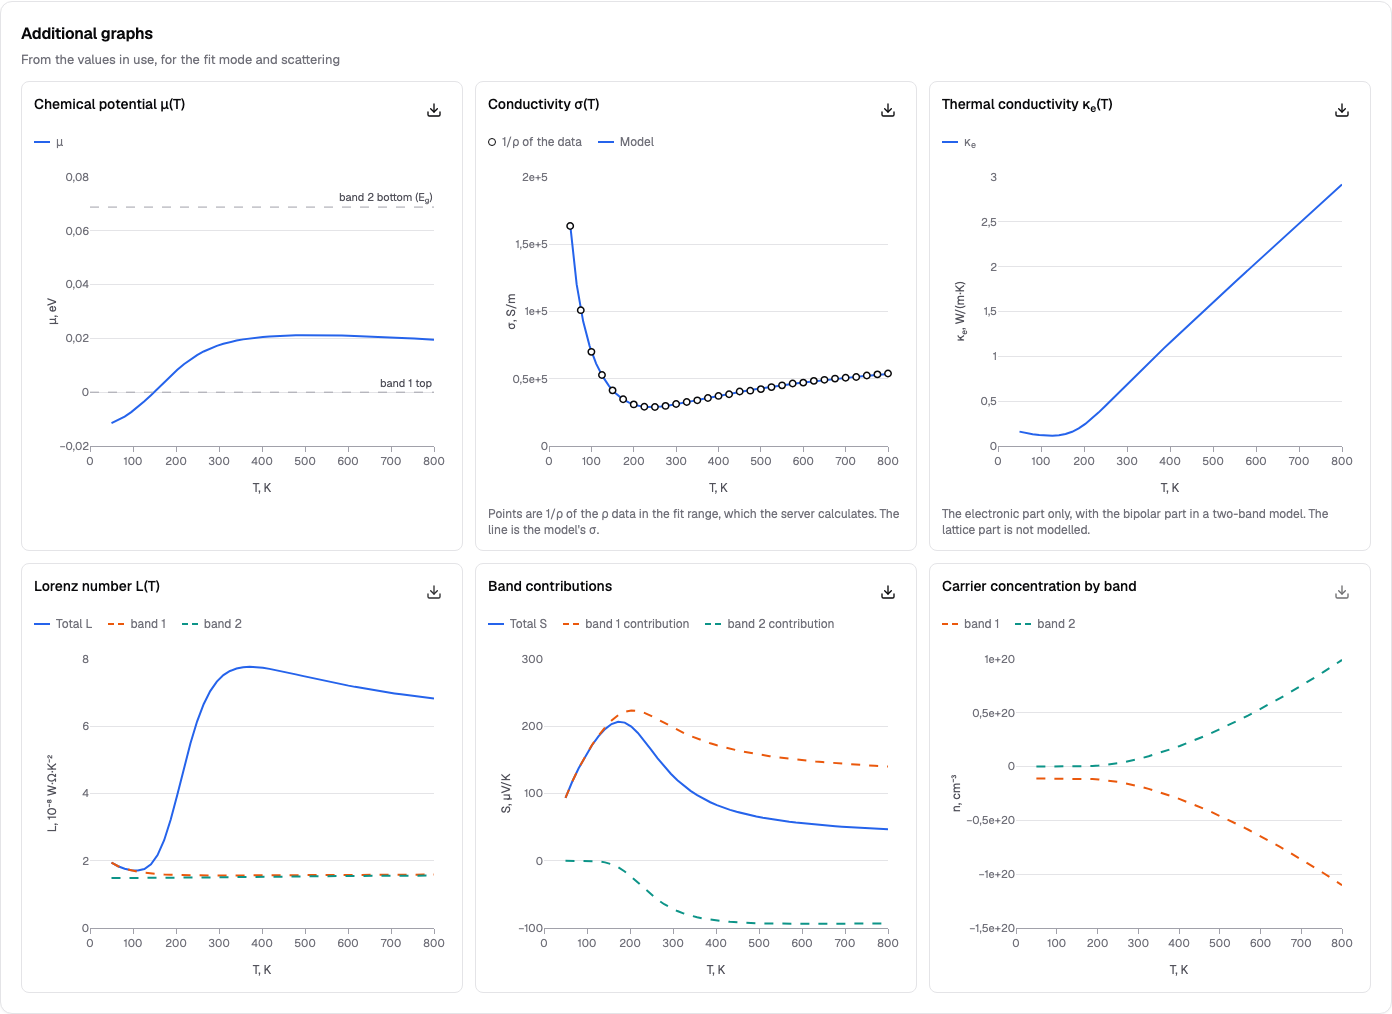 Additional graphs
From the values in use, for the fit mode and scattering
Chemical potential μ(T)
μ
0,08
0,06
0,04
0,02
0
−0,02
μ, eV
band 2 bottom (Eg)
band 1 top
0 100 200 300 400 500 600 700 800
T, K
Conductivity σ(T)
1/ρ of the data Model
2e+5
1,5e+5
1e+5
0,5e+5
0
σ, S/m
0 100 200 300 400 500 600 700 800
T, K
Points are 1/ρ of the ρ data in the fit range, which the server calculates. The
line is the model's σ.
Thermal conductivity κe(T)
κe
3
2,5
2
1,5
1
0,5
0
κe, W/(m·K)
0 100 200 300 400 500 600 700 800
T, K
The electronic part only, with the bipolar part in a two-band model. The
lattice part is not modelled.
Lorenz number L(T)
Total L band 1 band 2
8
6
4
2
0
L, 10⁻⁸ W·Ω·K⁻²
0 100 200 300 400 500 600 700 800
T, K
Band contributions
Total S band 1 contribution band 2 contribution
300
200
100
0
−100
S, μV/K
0 100 200 300 400 500 600 700 800
T, K
Carrier concentration by band
band 1 band 2
1e+20
0,5e+20
0
−0,5e+20
−1e+20
−1,5e+20
n, cm⁻³
0 100 200 300 400 500 600 700 800
T, K